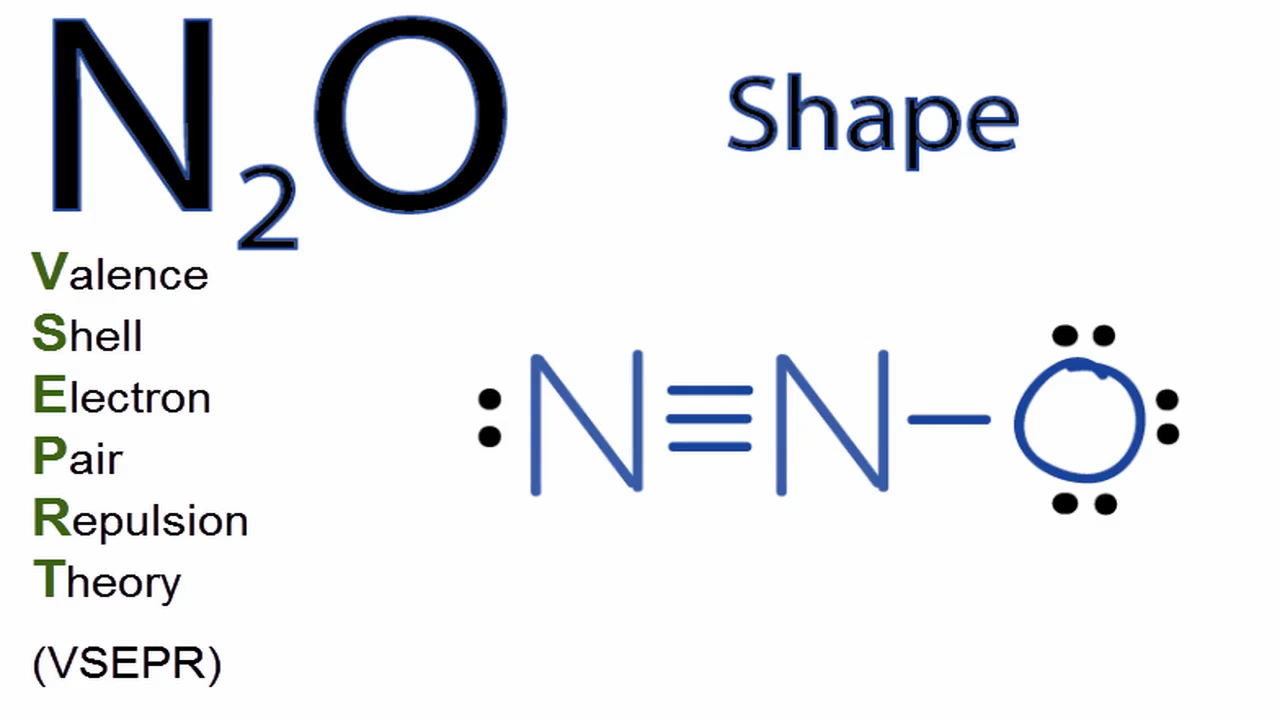 N₂O
Shape
Valence
Shell
Electron
Pair
Repulsion
Theory
(VSEPR)
:N≡N–Ö: